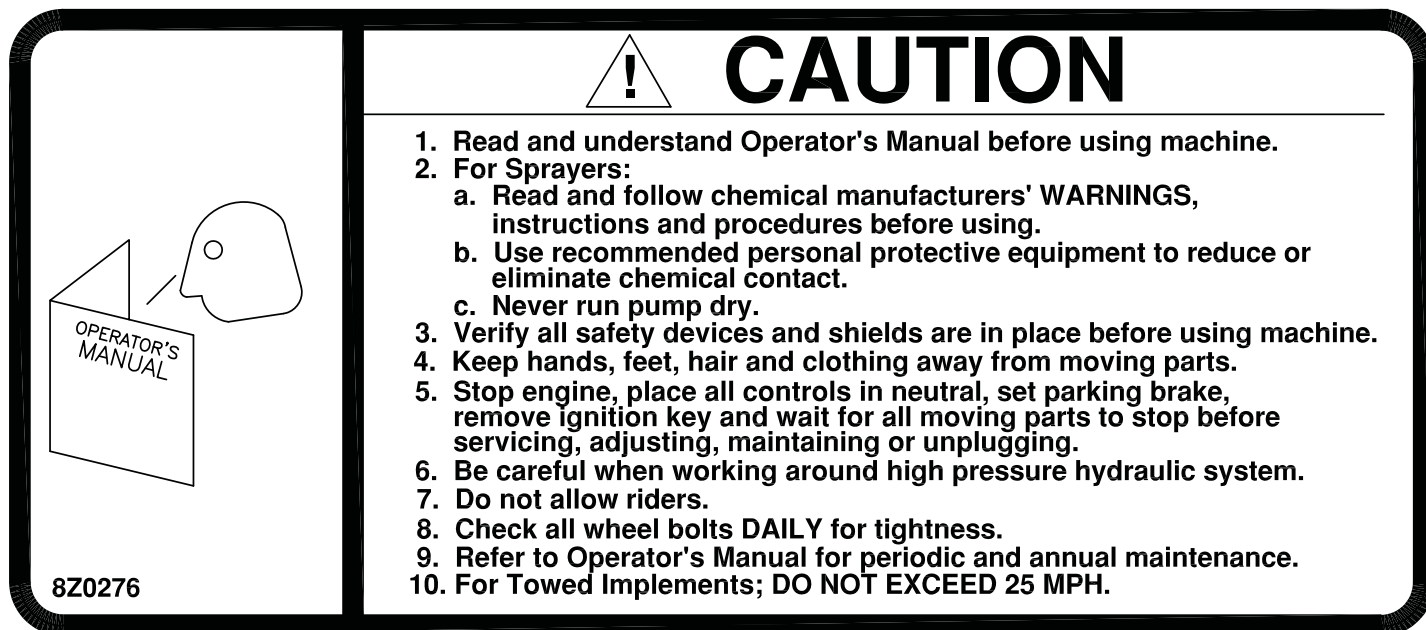 CAUTION
1. Read and understand Operator's Manual before using machine.
2. For Sprayers:
a. Read and follow chemical manufacturers' WARNINGS,
instructions and procedures before using.
b. Use recommended personal protective equipment to reduce or
eliminate chemical contact.
c. Never run pump dry.
3. Verify all safety devices and shields are in place before using machine.
4. Keep hands, feet, hair and clothing away from moving parts.
5. Stop engine, place all controls in neutral, set parking brake,
remove ignition key and wait for all moving parts to stop before
servicing, adjusting, maintaining or unplugging.
6. Be careful when working around high pressure hydraulic system.
7. Do not allow riders.
8. Check all wheel bolts DAILY for tightness.
9. Refer to Operator's Manual for periodic and annual maintenance.
10. For Towed Implements; DO NOT EXCEED 25 MPH.
OPERATOR'S
MANUAL
8Z0276
!